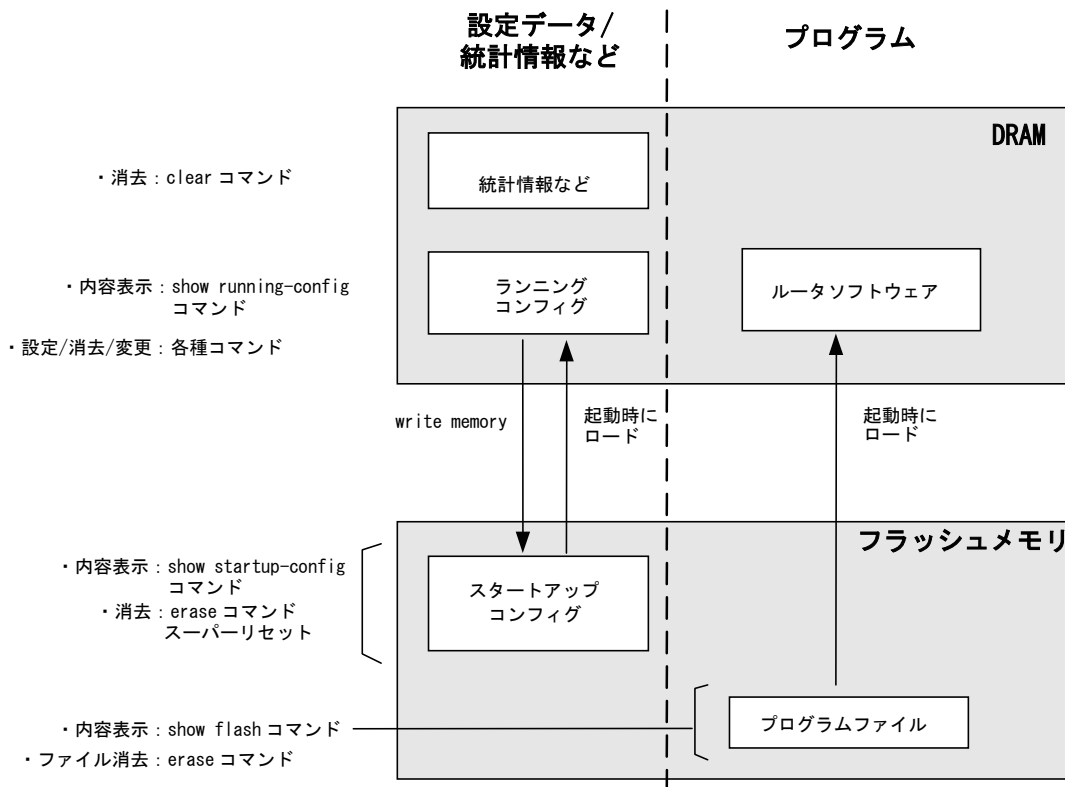 設定データ/
統計情報など
プログラム
DRAM
・消去：clear コマンド
統計情報など
・内容表示：show running-config
コマンド
・設定/消去/変更：各種コマンド
ランニング
コンフィグ
ルータソフトウェア
write memory
起動時に
ロード
起動時に
ロード
フラッシュメモリ
・内容表示：show startup-config
コマンド
・消去：erase コマンド
スーパーリセット
スタートアップ
コンフィグ
・内容表示：show flash コマンド
・ファイル消去：erase コマンド
プログラムファイル